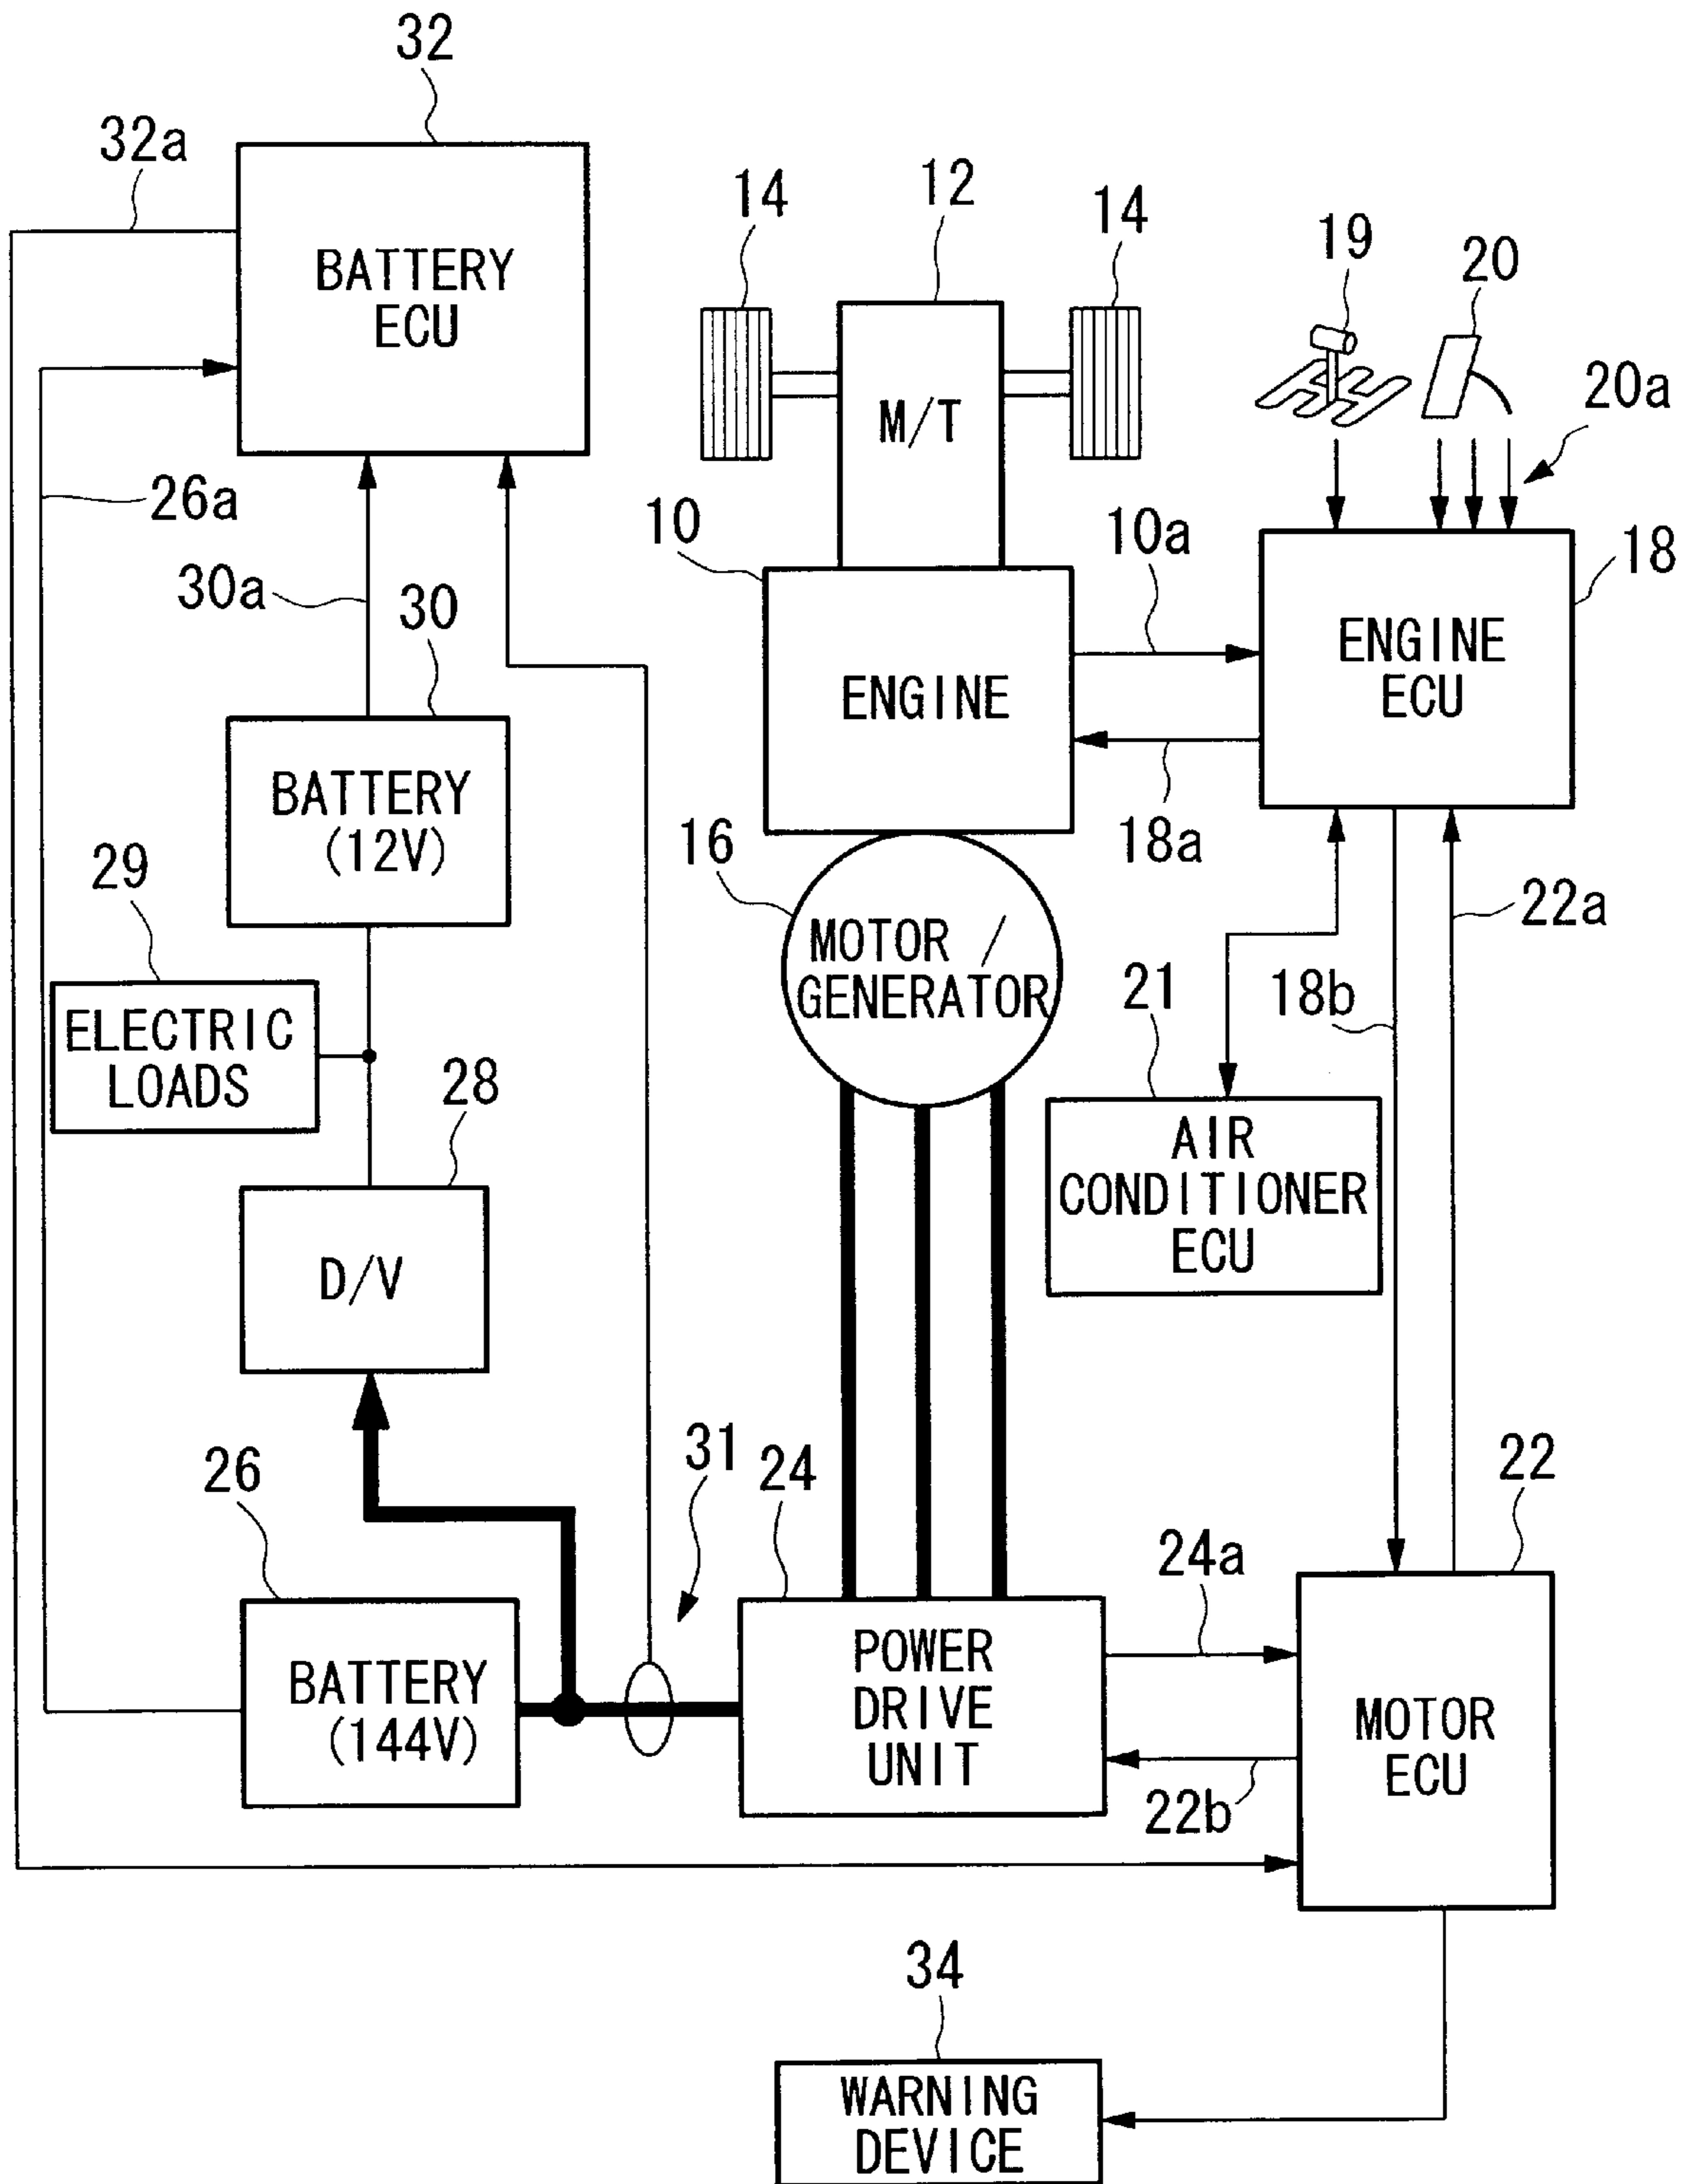 32
32a
12
14
14
19
20
BATTERY
ECU
20a
M/T
26a
10
10a
18
30a
30
ENGINE
ECU
ENGINE
BATTERY
(12V)
18a
16
29
22a
MOTOR /
/GENERATOR
21
18b
ELECTRIC
LOADS
28
AIR
CONDITIONER
ECU
D/V
31
24
26
22
24a
POWER
DRIVE
UNIT
BATTERY
(144V)
MOTOR
ECU
22b
34
WARNING
DEVICE